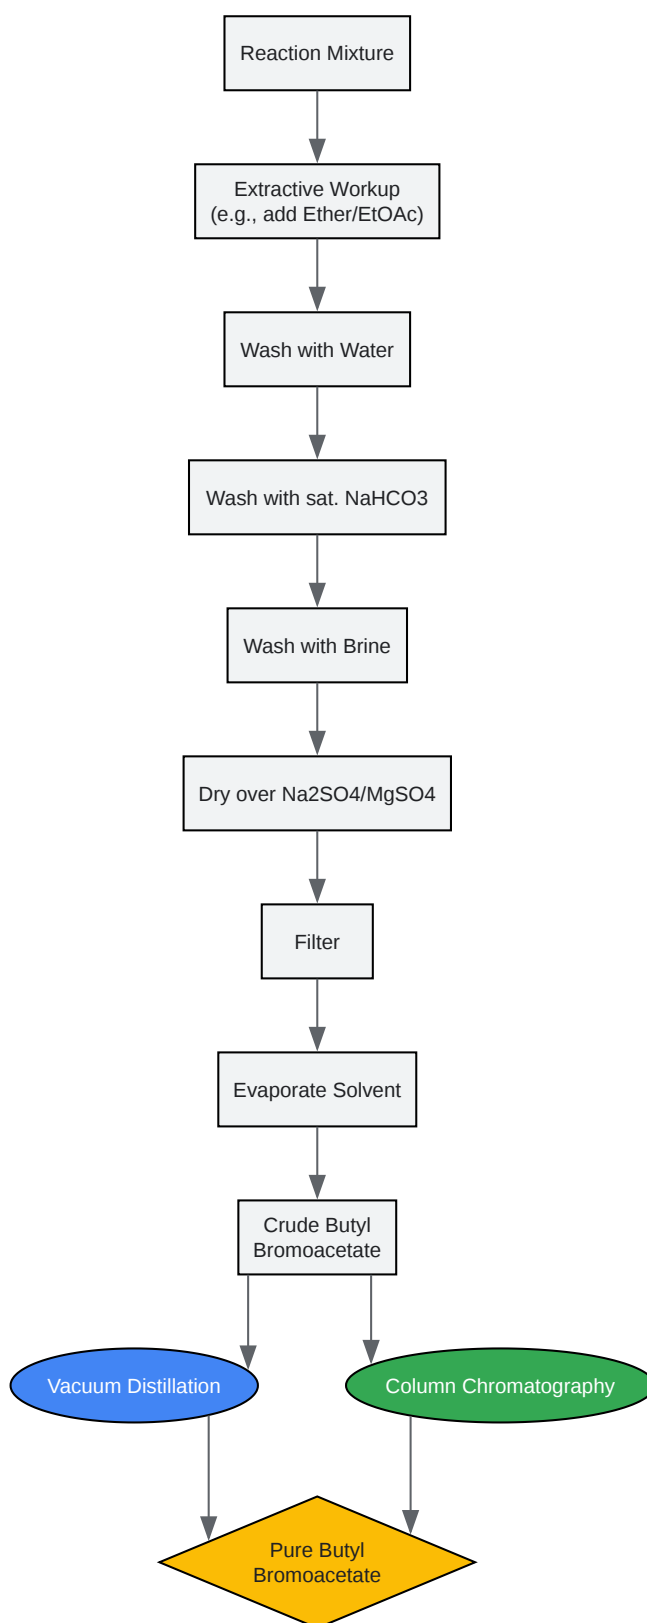 Reaction Mixture
Extractive Workup
(e.g., add Ether/EtOAc)
Wash with Water
Wash with sat. NaHCO3
Wash with Brine
Dry over Na2SO4/MgSO4
Filter
Evaporate Solvent
Crude Butyl
Bromoacetate
Vacuum Distillation
Column Chromatography
Pure Butyl
Bromoacetate